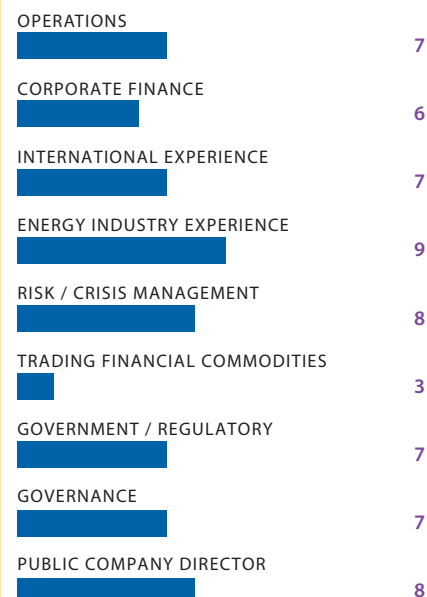 OPERATIONS
7
CORPORATE FINANCE
6
INTERNATIONAL EXPERIENCE
7
ENERGY INDUSTRY EXPERIENCE
9
RISK / CRISIS MANAGEMENT
8
TRADING FINANCIAL COMMODITIES
3
GOVERNMENT / REGULATORY
7
GOVERNANCE
7
PUBLIC COMPANY DIRECTOR
8